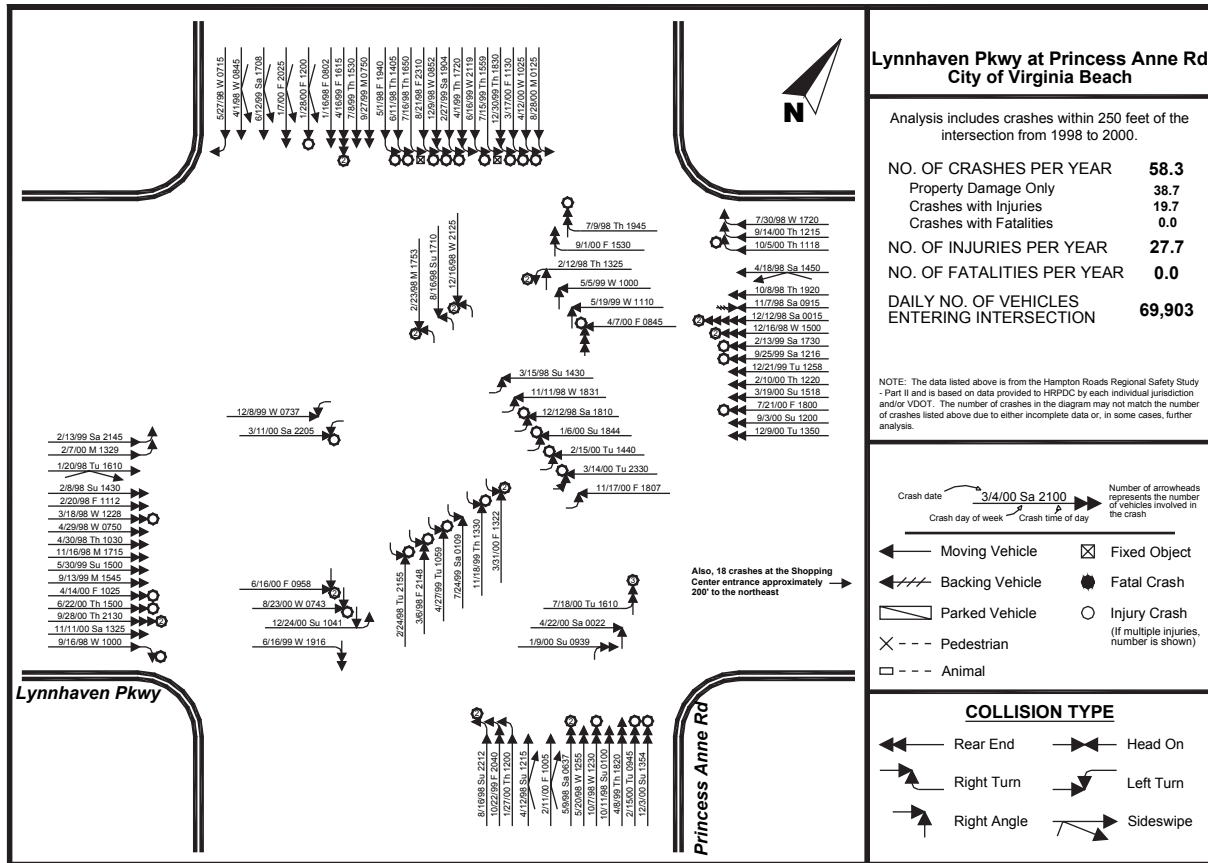 5/27/98 W 0715
4/1/98 W 0845
6/12/99 Sa 1708
1/7/00 F 2025
1/28/00 F 1200
1/16/98 F 0802
4/16/99 F 1615
7/8/99 Th 1530
9/27/99 M 0750
5/1/98 F 1940
6/11/98 Th 1405
7/16/98 Th 1650
8/21/98 F 2310
12/9/98 W 0852
2/27/99 Sa 1904
4/1/99 Th 1720
6/16/99 W 2119
7/15/99 Th 1559
12/30/99 Th 1830
3/17/00 F 1130
4/12/00 W 1025
8/28/00 M 0125
2
N
2/23/98 M 1753
8/16/98 Su 1710
12/16/98 W 2125
2
2
7/9/98 Th 1945
9/1/00 F 1530
2/12/98 Th 1325
2
5/5/99 W 1000
5/19/99 W 1110
4/7/00 F 0845
7/30/98 W 1720
9/14/00 Th 1215
10/5/00 Th 1118
4/18/98 Sa 1450
10/8/98 Th 1920
11/7/98 Sa 0915
12/12/98 Sa 0015
2
12/16/98 W 1500
2
2/13/99 Sa 1730
9/25/99 Sa 1216
12/21/99 Tu 1258
2/10/00 Th 1220
3/19/00 Su 1518
7/21/00 F 1800
9/3/00 Su 1200
12/9/00 Tu 1350
3/15/98 Su 1430
11/11/98 W 1831
12/12/98 Sa 1810
2
1/6/00 Su 1844
2
2/15/00 Tu 1440
2
3/14/00 Tu 2330
2
11/17/00 F 1807
12/8/99 W 0737
3/11/00 Sa 2205
2/13/99 Sa 2145
2/7/00 M 1329
1/20/98 Tu 1610
2/8/98 Su 1430
2/20/98 F 1112
3/18/98 W 1228
4/29/98 W 0750
4/30/98 Th 1030
11/16/98 M 1715
5/30/99 Su 1500
9/13/99 M 1545
4/14/00 F 1025
6/22/00 Th 1500
9/28/00 Th 2130
2
11/11/00 Sa 1325
9/16/98 W 1000
6/16/00 F 0958
2
8/23/00 W 0743
12/24/00 Su 1041
6/16/99 W 1916
2/24/98 Tu 2155
3/6/98 F 2148
4/27/99 Tu 1059
7/24/99 Sa 0109
11/18/99 Th 1330
3/31/00 F 1322
2
2
2
2
7/18/00 Tu 1610
3
4/22/00 Sa 0022
1/9/00 Su 0939
Also, 18 crashes at the Shopping
Center entrance approximately
200' to the northeast
Lynnhaven Pkwy
Princess Anne Rd
8/16/98 Su 2212
10/22/99 F 2040
1/27/00 Th 1200
4/12/98 Su 1215
2/11/00 F 1005
5/9/98 Sa 0637
5/20/98 W 1255
10/7/98 W 1230
10/11/98 Su 0100
4/8/99 Th 1820
2/15/00 Tu 0945
12/3/00 Su 1354
2
2
Lynnhaven Pkwy at Princess Anne Rd
City of Virginia Beach
Analysis includes crashes within 250 feet of the
intersection from 1998 to 2000.
NO. OF CRASHES PER YEAR 58.3
Property Damage Only 38.7
Crashes with Injuries 19.7
Crashes with Fatalities 0.0
NO. OF INJURIES PER YEAR 27.7
NO. OF FATALITIES PER YEAR 0.0
DAILY NO. OF VEHICLES
ENTERING INTERSECTION 69,903
NOTE: The data listed above is from the Hampton Roads Regional Safety Study
- Part II and is based on data provided to HRPDC by each individual jurisdiction
and/or VDOT. The number of crashes in the diagram may not match the number
of crashes listed above due to either incomplete data or, in some cases, further
analysis.
Crash date
3/4/00 Sa 2100
Crash day of week
Crash time of day
Number of arrowheads
represents the number
of vehicles involved in
the crash
Moving Vehicle
Fixed Object
Backing Vehicle
Fatal Crash
Parked Vehicle
Injury Crash
(If multiple injuries,
number is shown)
Pedestrian
Animal
COLLISION TYPE
Rear End
Head On
Right Turn
Left Turn
Right Angle
Sideswipe